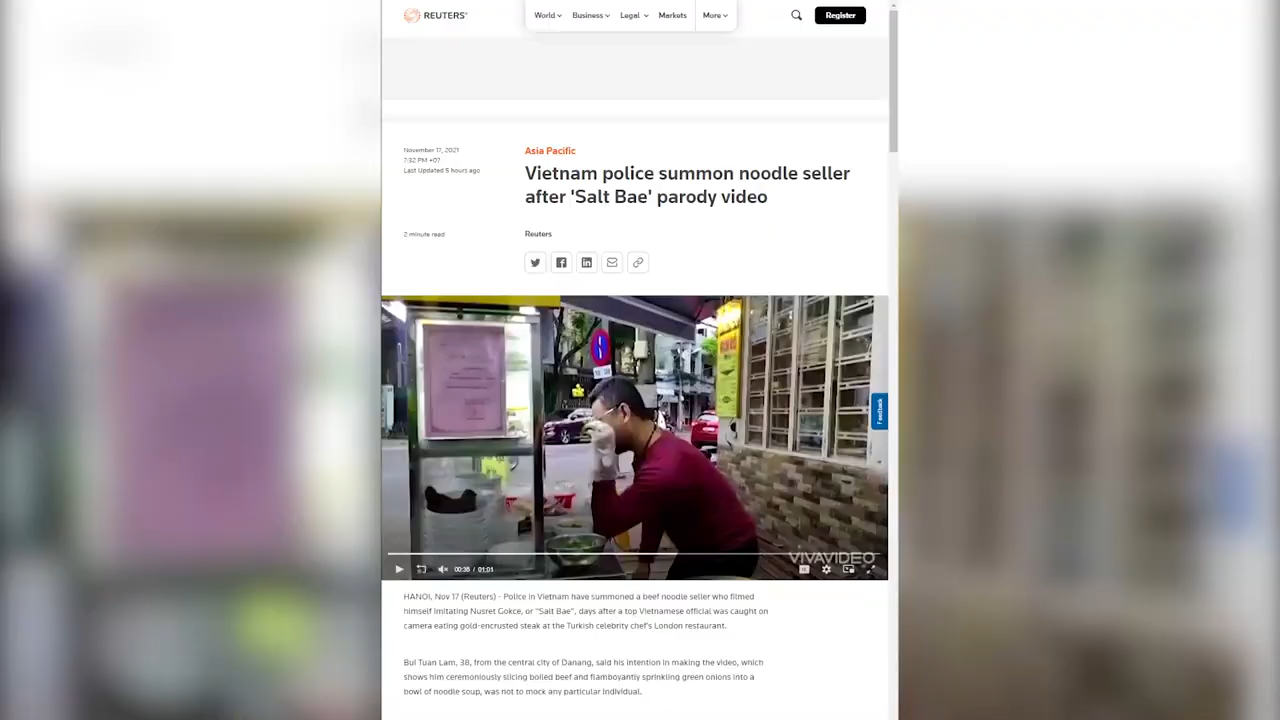 REUTERS
World
Business
Legal
Markets
More
Register
November 17, 2021
7:32 PM +07
Last Updated 5 hours ago
Asia Pacific
Vietnam police summon noodle seller
after 'Salt Bae' parody video
2 minute read
Reuters
Feedback
VIVAVIDEO
00:36 / 01:01
HANOI, Nov 17 (Reuters) - Police in Vietnam have summoned a beef noodle seller who filmed
himself imitating Nusret Gokce, or "Salt Bae", days after a top Vietnamese official was caught on
camera eating gold-encrusted steak at the Turkish celebrity chef's London restaurant.
Bui Tuan Lam, 38, from the central city of Danang, said his intention in making the video, which
shows him ceremoniously slicing boiled beef and flamboyantly sprinkling green onions into a
bowl of noodle soup, was not to mock any particular individual.